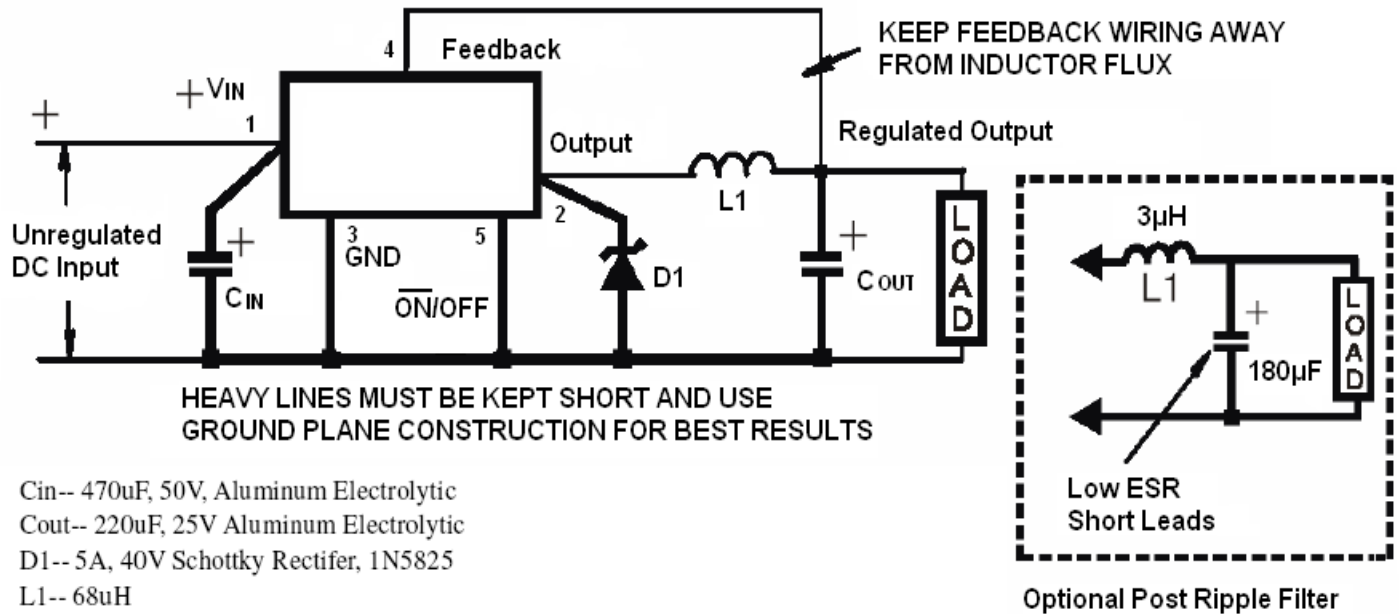 4
Feedback
KEEP FEEDBACK WIRING AWAY
FROM INDUCTOR FLUX
+VIN
+
1
Output
Regulated Output
L1
2
Unregulated
DC Input
+
CIN
3
GND
5
ON/OFF
D1
+
COUT
LOAD
HEAVY LINES MUST BE KEPT SHORT AND USE
GROUND PLANE CONSTRUCTION FOR BEST RESULTS
3µH
L1
+
180µF
LOAD
Low ESR
Short Leads
Optional Post Ripple Filter
Cin-- 470uF, 50V, Aluminum Electrolytic
Cout-- 220uF, 25V Aluminum Electrolytic
D1-- 5A, 40V Schottky Rectifer, 1N5825
L1-- 68uH